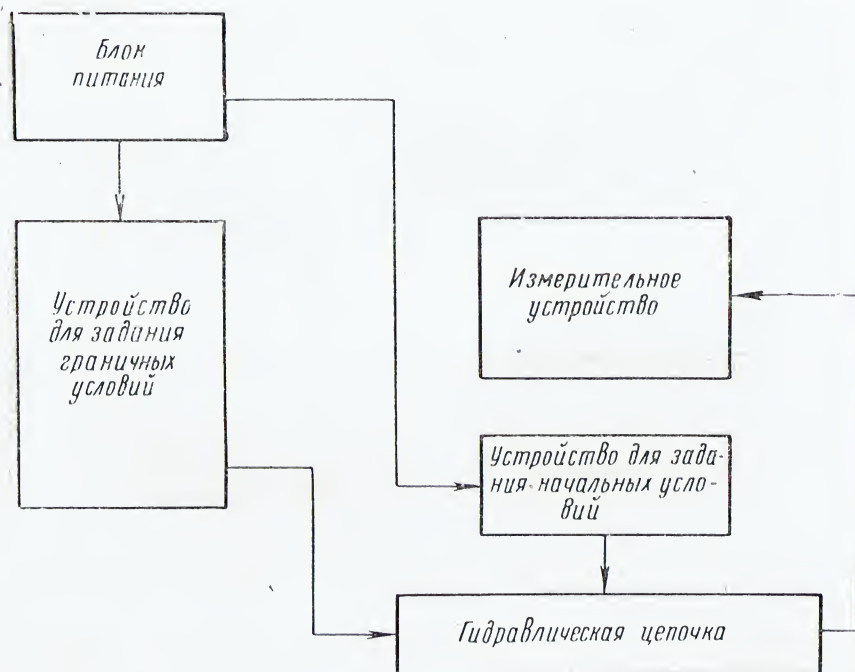 Блок
питания
Устройство
для задания
граничных
условий
Измерительное
устройство
Устройство для зада-
ния начальных усло-
вий
Гидравлическая цепочка